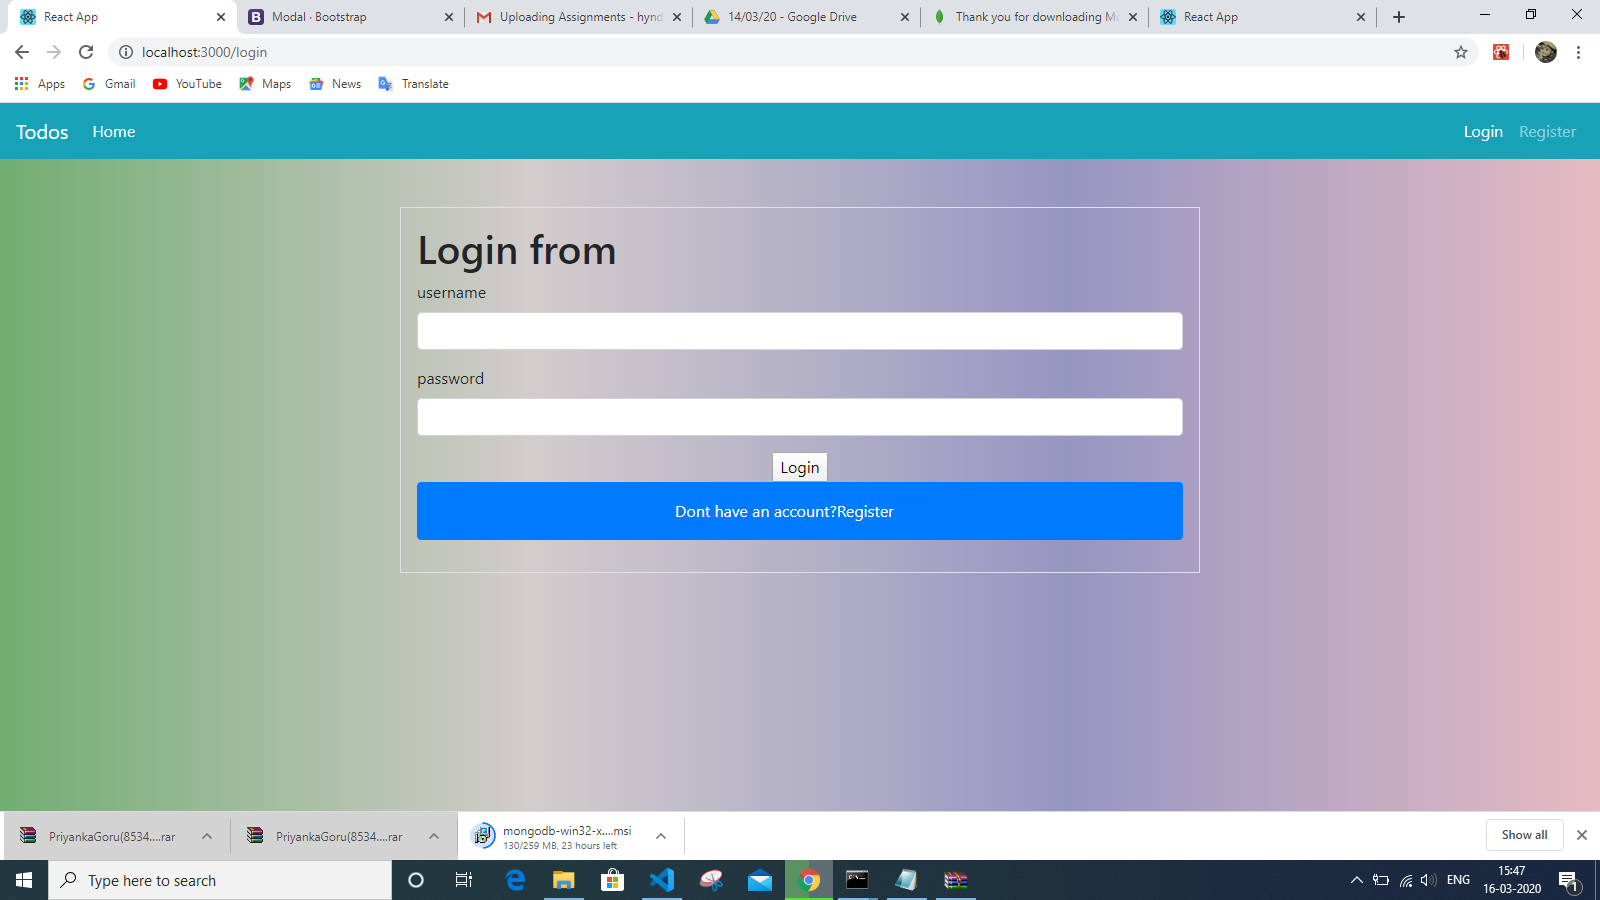 React App
Modal · Bootstrap
Uploading Assignments - hynd
14/03/20 - Google Drive
Thank you for downloading Mo
React App
localhost:3000/login
Apps
Gmail
YouTube
Maps
News
Translate
Todos
Home
Login
Register
Login from
username
password
Login
Dont have an account?Register
PriyankaGoru(8534....rar
PriyankaGoru(8534....rar
mongodb-win32-x....msi
130/259 MB, 23 hours left
Show all
Type here to search
ENG
15:47
16-03-2020
1